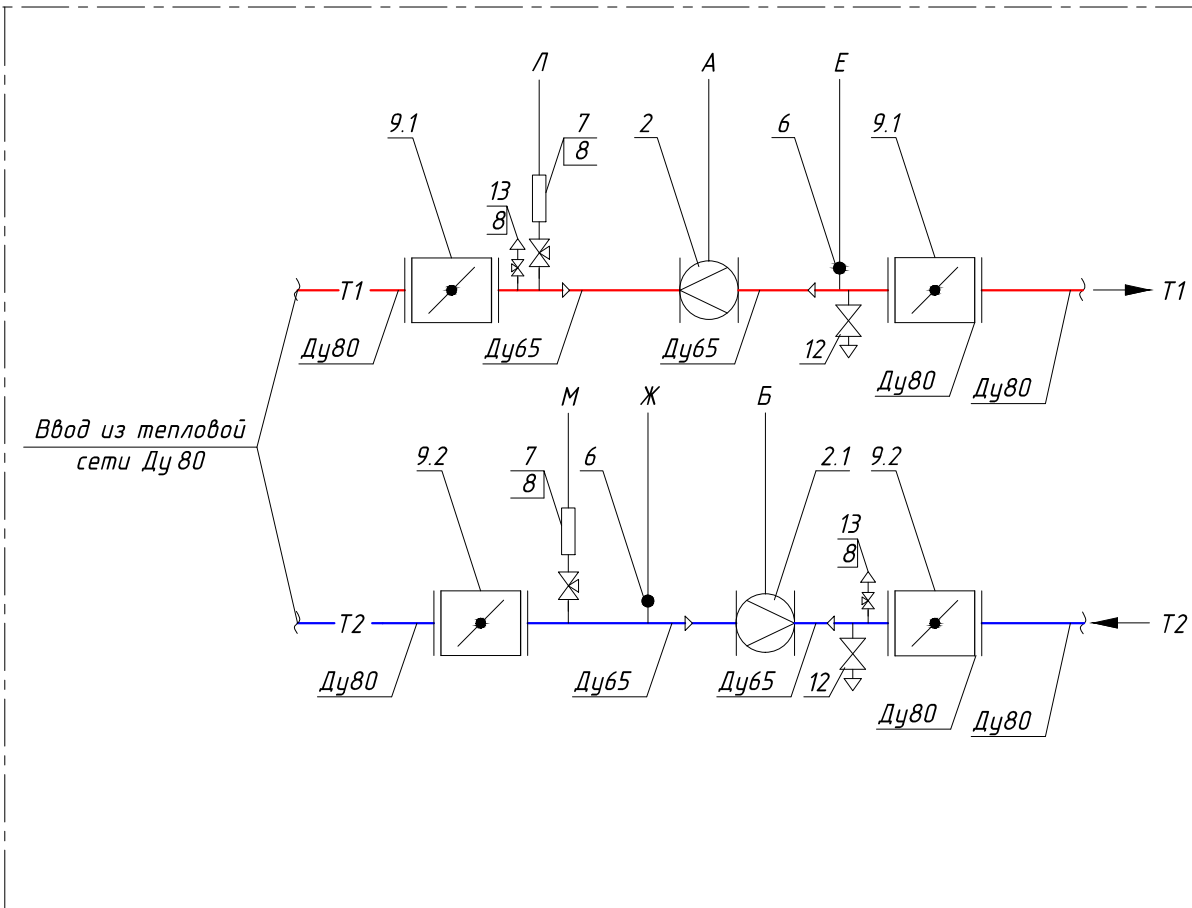 Л
А
Е
9.1
7
8
2
6
9.1
13
8
Т1
Т1
Ду80
Ду65
Ду65
12
Ду80
Ду80
Ввод из тепловой
сети Ду 80
М
Ж
Б
9.2
7
8
6
2.1
9.2
13
8
Т2
Т2
Ду80
Ду65
Ду65
12
Ду80
Ду80